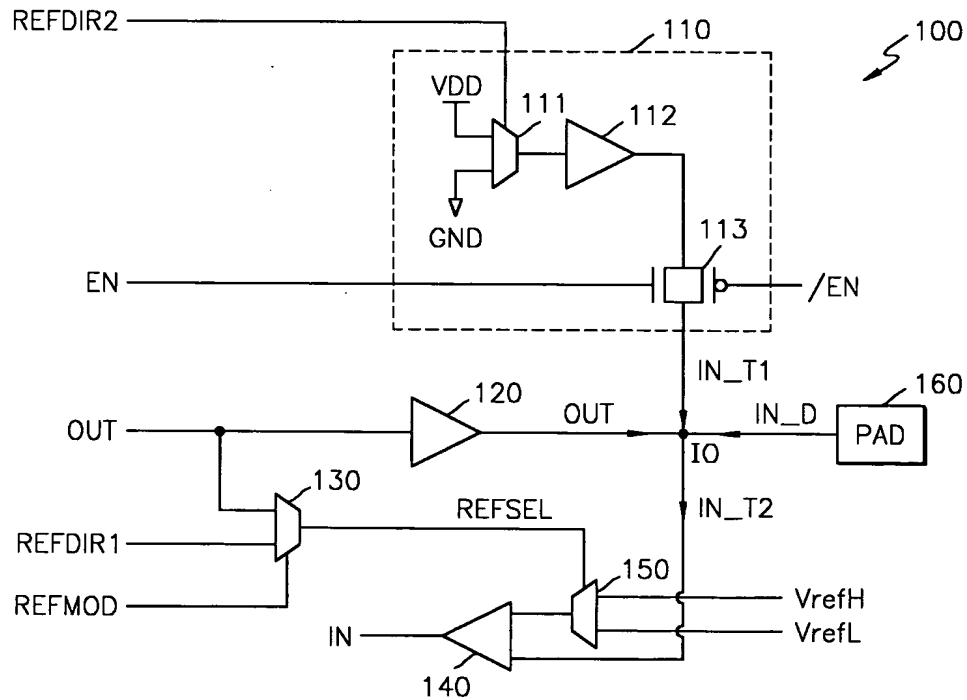 REFDIR2
100
110
VDD
111
112
GND
113
EN
/EN
IN_T1
160
120
OUT
OUT
IN_D
PAD
IO
130
IN_T2
REFSEL
REFDIR1
150
REFMOD
VrefH
VrefL
IN
140